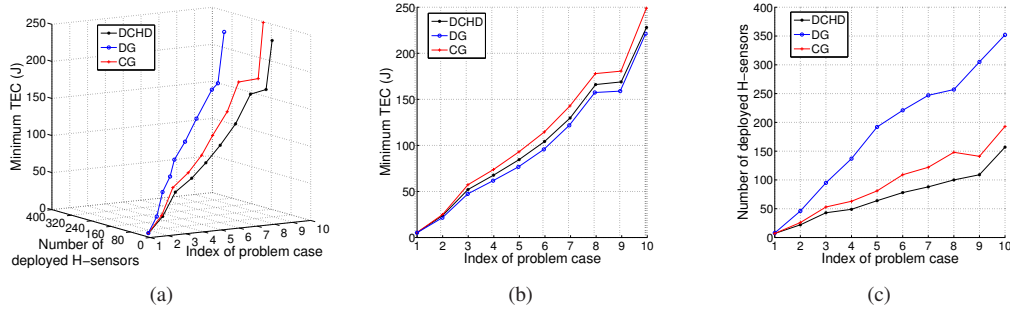 250
200
150
100
50
0
Minimum TEC (J)
DCHD
DG
CG
400
320
240
160
80
0
Number of
deployed H-sensors
1 2 3 4 5 6 7 8 9 10
Index of problem case
(a)
250
200
150
100
50
0
Minimum TEC (J)
DCHD
DG
CG
1 2 3 4 5 6 7 8 9 10
Index of problem case
(b)
400
350
300
250
200
150
100
50
0
Number of deployed H-sensors
DCHD
DG
CG
1 2 3 4 5 6 7 8 9 10
Index of problem case
(c)